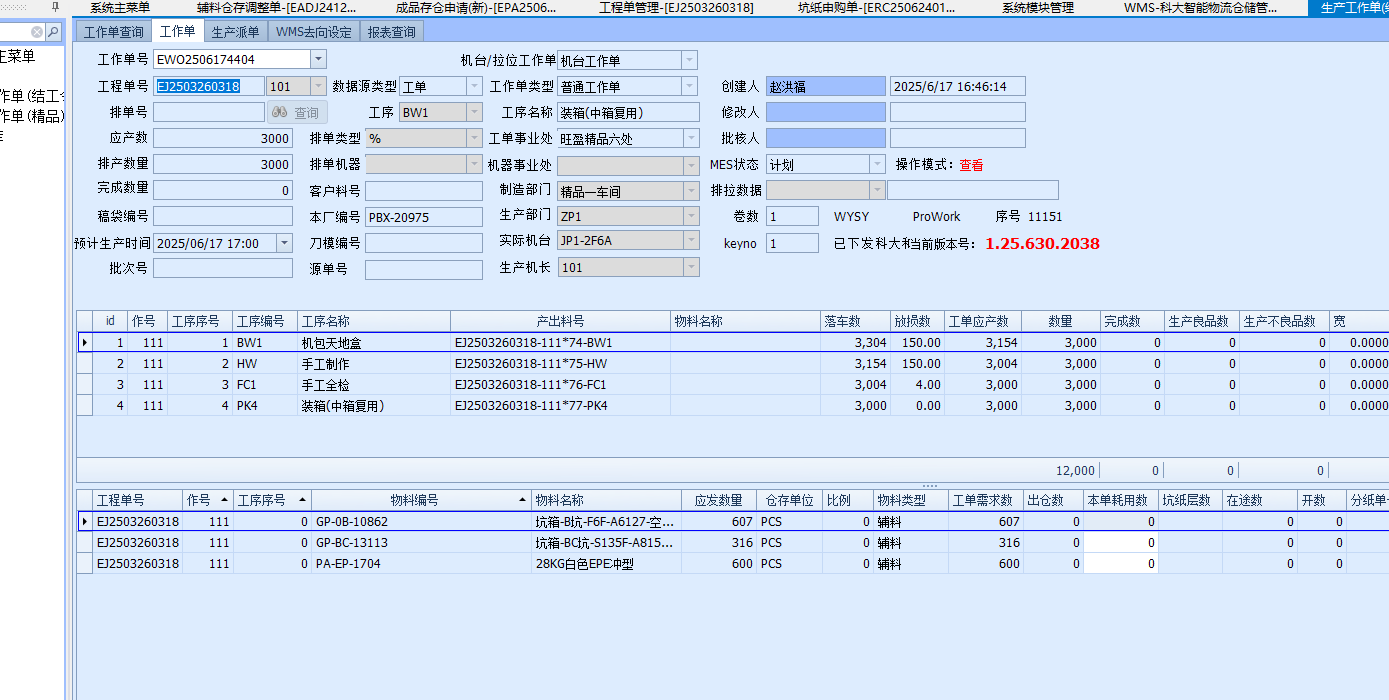 系统主菜单 辅料仓存调整单-[EADJ2412... 成品存仓申请(新)-[EPA2506... 工程单管理-[EJ2503260318] 坑纸申购单-[ERC25062401... 系统模块管理 WMS-科大智能物流仓储管... 生产工作单(纟
工作单查询 工作单 生产派单 WMS去向设定 报表查询
主菜单
作单(结工仓
作单(精品)
工作单号 EWO2506174404 机台/拉位工作单 机台工作单
工程单号 EJ2503260318 101 数据源类型 工单 工作单类型 普通工作单 创建人 赵洪福 2025/6/17 16:46:14
排单号 查询 工序 BW1 工序名称 装箱(中箱复用) 修改人
应产数 3000 排单类型 % 工单事业处 旺盈精品六处 批核人
排产数量 3000 排单机器 机器事业处 MES状态 计划 操作模式: 查看
完成数量 0 客户料号 制造部门 精品一车间 排拉数据
稿袋编号 本厂编号 PBX-20975 生产部门 ZP1 卷数 1 WYSY ProWork 序号 11151
预计生产时间 2025/06/17 17:00 刀模编号 实际机台 JP1-2F6A keyno 1 已下发科大和当前版本号: 1.25.630.2038
批次号 源单号 生产机长 101
id 作号 工序序号 工序编号 工序名称 产出料号 物料名称 落车数 放损数 工单应产数 数量 完成数 生产良品数 生产不良品数 宽
1 111 1 BW1 机包天地盒 EJ2503260318-111*74-BW1 3,304 150.00 3,154 3,000 0 0 0 0.0000
2 111 2 HW 手工制作 EJ2503260318-111*75-HW 3,154 150.00 3,004 3,000 0 0 0 0.0000
3 111 3 FC1 手工全检 EJ2503260318-111*76-FC1 3,004 4.00 3,000 3,000 0 0 0 0.0000
4 111 4 PK4 装箱(中箱复用) EJ2503260318-111*77-PK4 3,000 0.00 3,000 3,000 0 0 0 0.0000
12,000 0 0 0
工程单号 作号 工序序号 物料编号 物料名称 应发数量 仓存单位 比例 物料类型 工单需求数 出仓数 本单耗用数 坑纸层数 在途数 开数 分纸单
EJ2503260318 111 0 GP-0B-10862 坑箱-B坑-F6F-A6127-空... 607 PCS 0 辅料 607 0 0 0 0
EJ2503260318 111 0 GP-BC-13113 坑箱-BC坑-S135F-A815... 316 PCS 0 辅料 316 0 0 0 0
EJ2503260318 111 0 PA-EP-1704 28KG白色EPE冲型 600 PCS 0 辅料 600 0 0 0 0